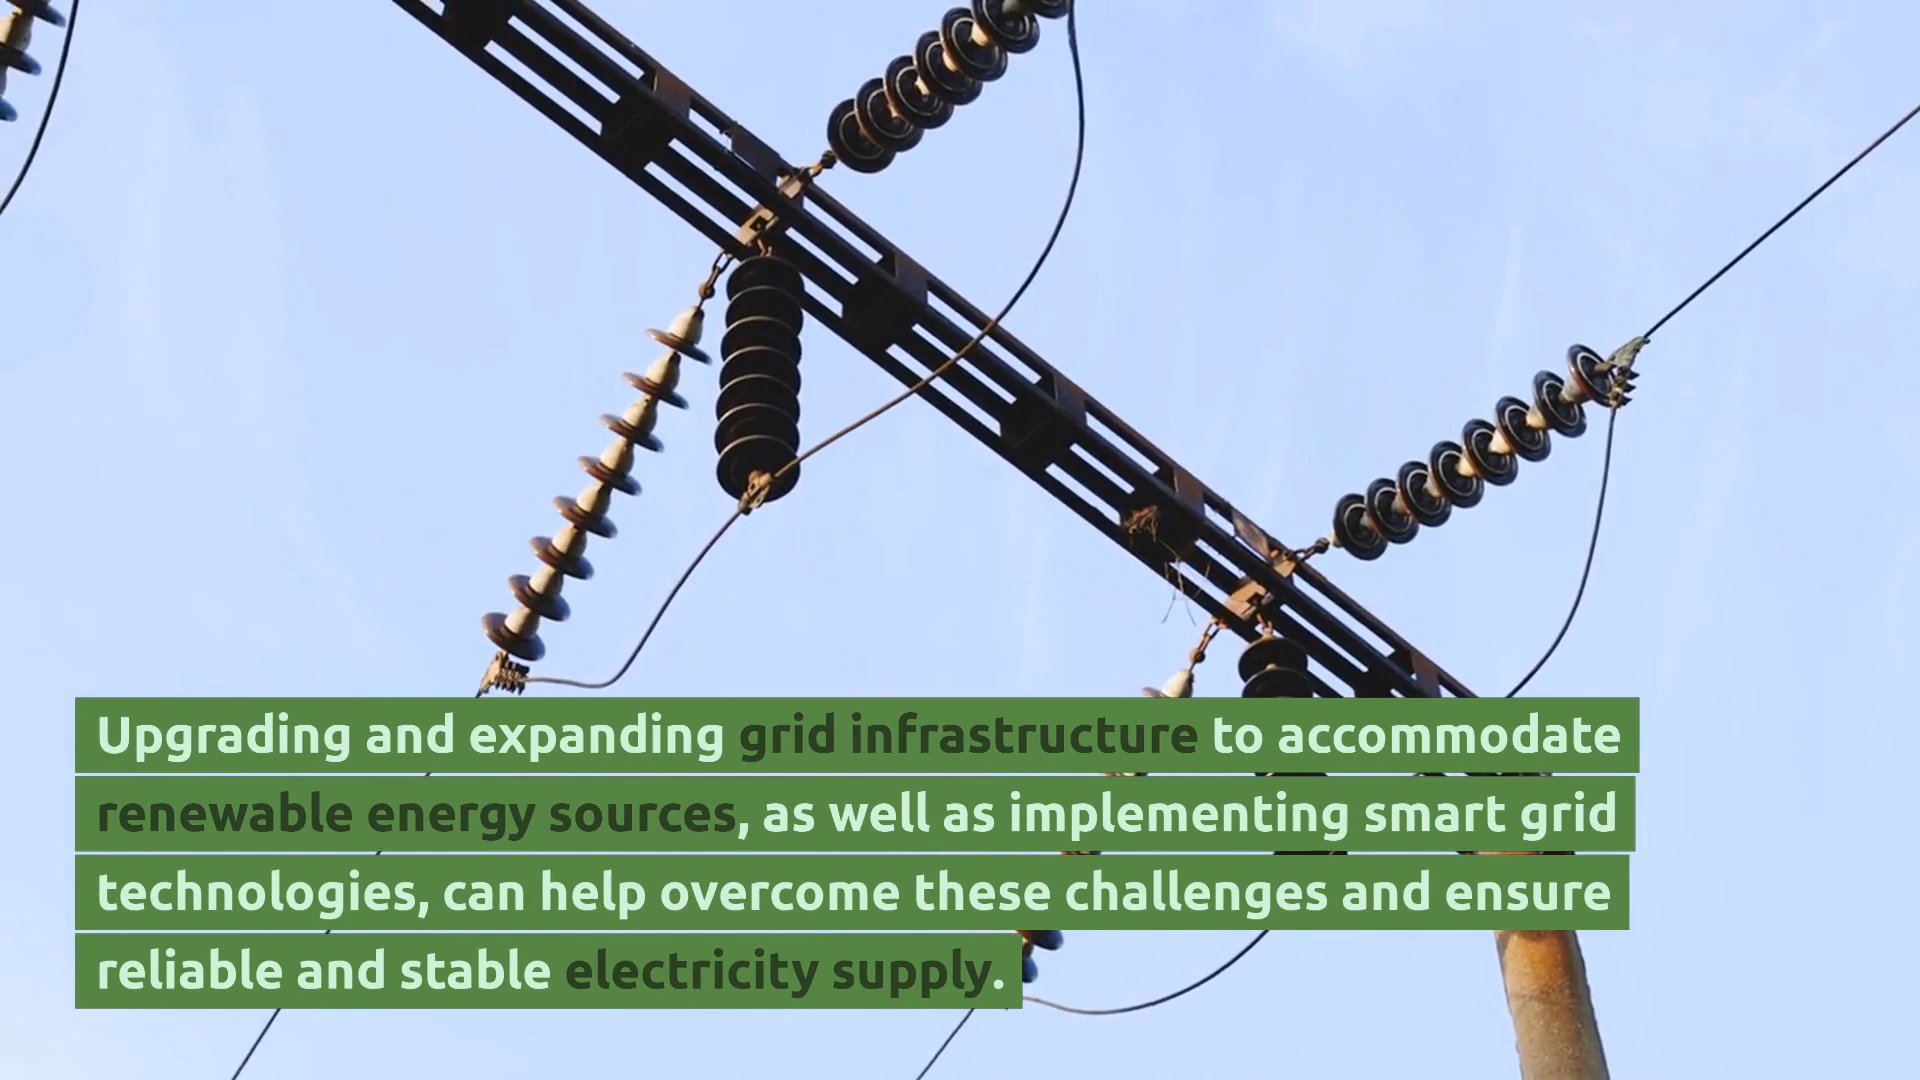 Upgrading and expanding grid infrastructure to accommodate
renewable energy sources, as well as implementing smart grid
technologies, can help overcome these challenges and ensure
reliable and stable electricity supply.